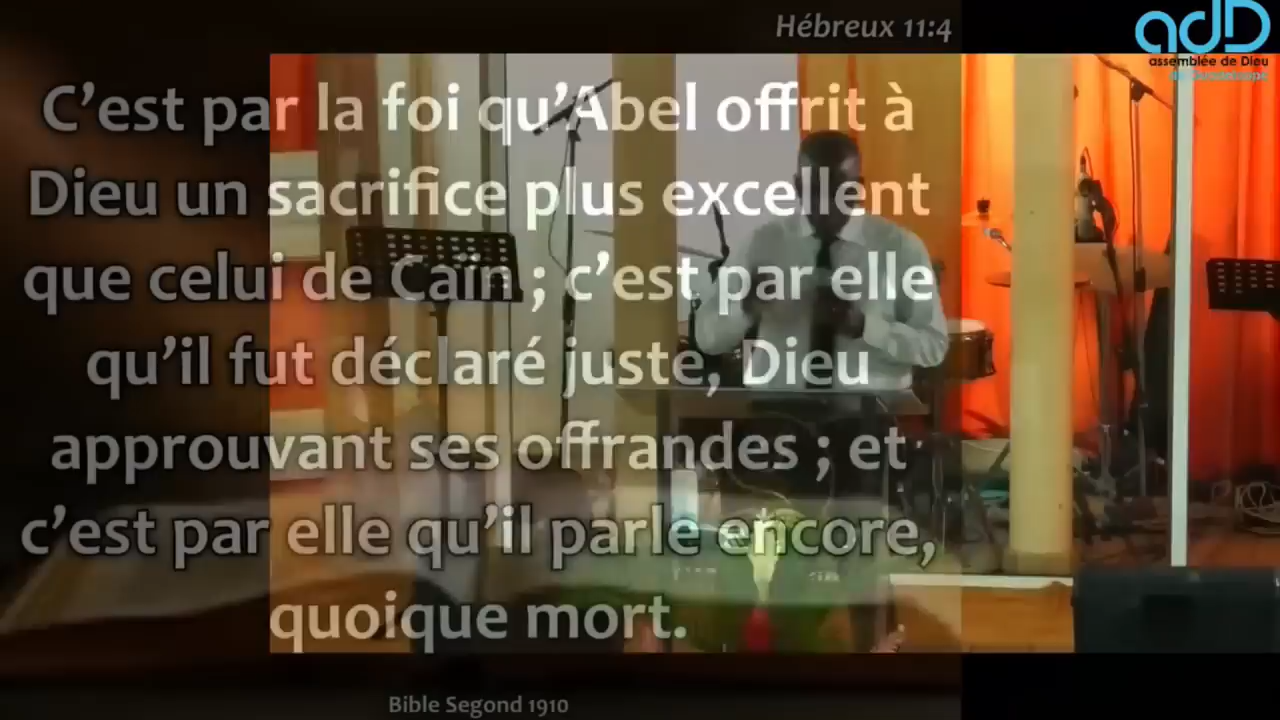 Hébreux 11:4
adD
assemblée de Dieu
C’est par la foi qu’Abel offrit à
Dieu un sacrifice plus excellent
que celui de Caïn ; c’est par elle
qu’il fut déclaré juste, Dieu
approuvant ses offrandes ; et
c’est par elle qu’il parle encore,
quoique mort.
Bible Segond 1910